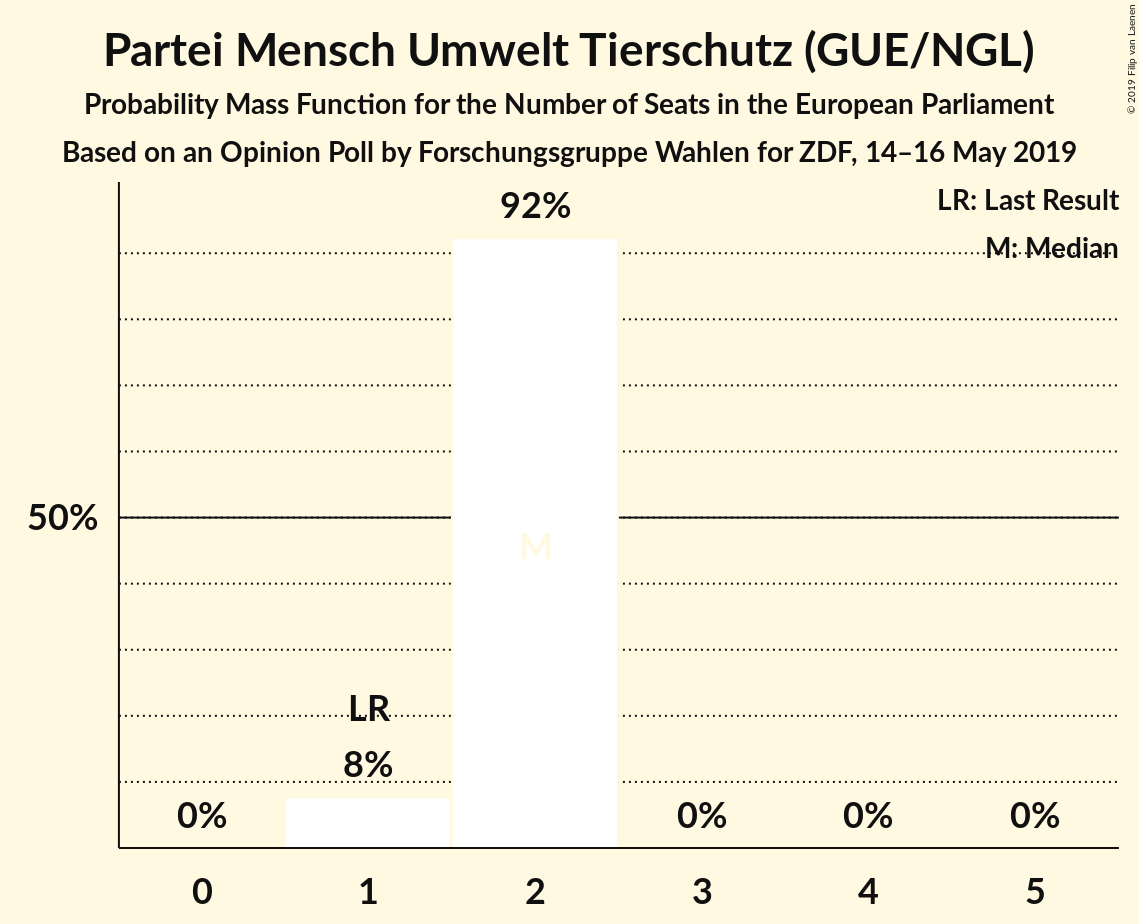 Partei Mensch Umwelt Tierschutz (GUE/NGL)
Probability Mass Function for the Number of Seats in the European Parliament
Based on an Opinion Poll by Forschungsgruppe Wahlen for ZDF, 14–16 May 2019
© 2019 Filip van Laenen
LR: Last Result
M: Median
92%
50%
M
LR
8%
0%
0%
0%
0%
0
1
2
3
4
5